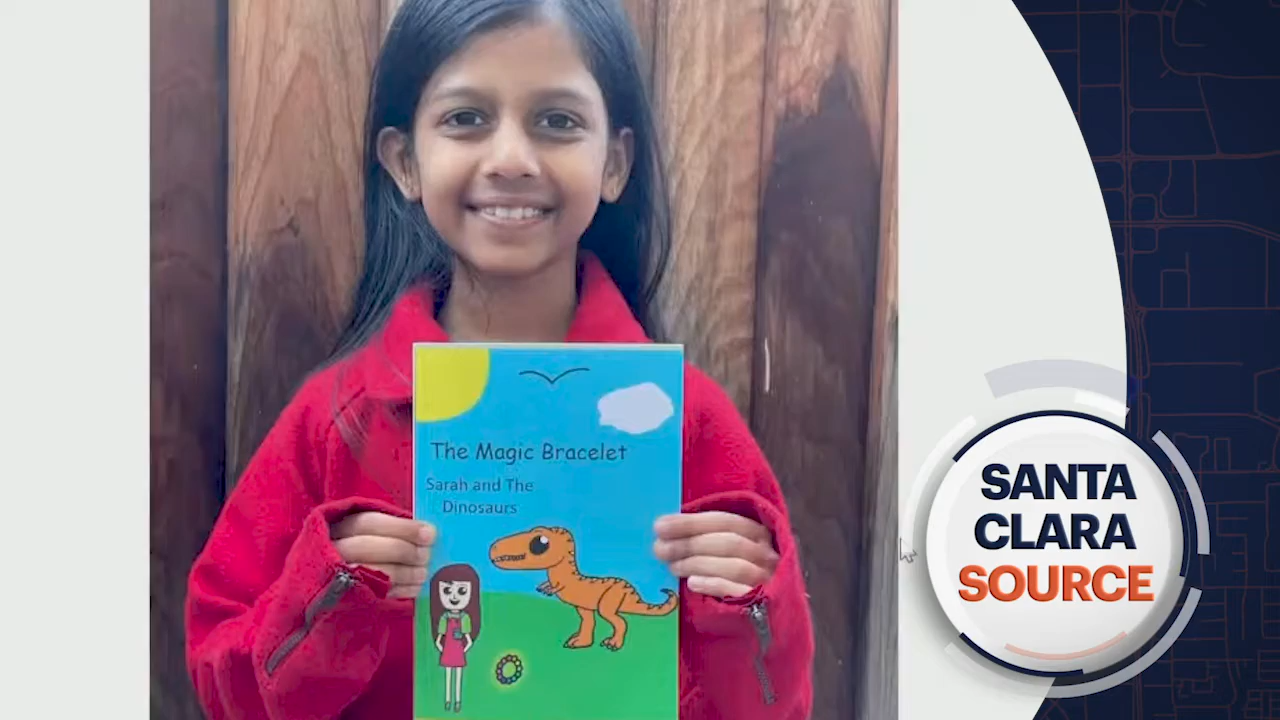 The Magic Bracelet
Sarah and The
Dinosaurs
SANTA
CLARA
SOURCE